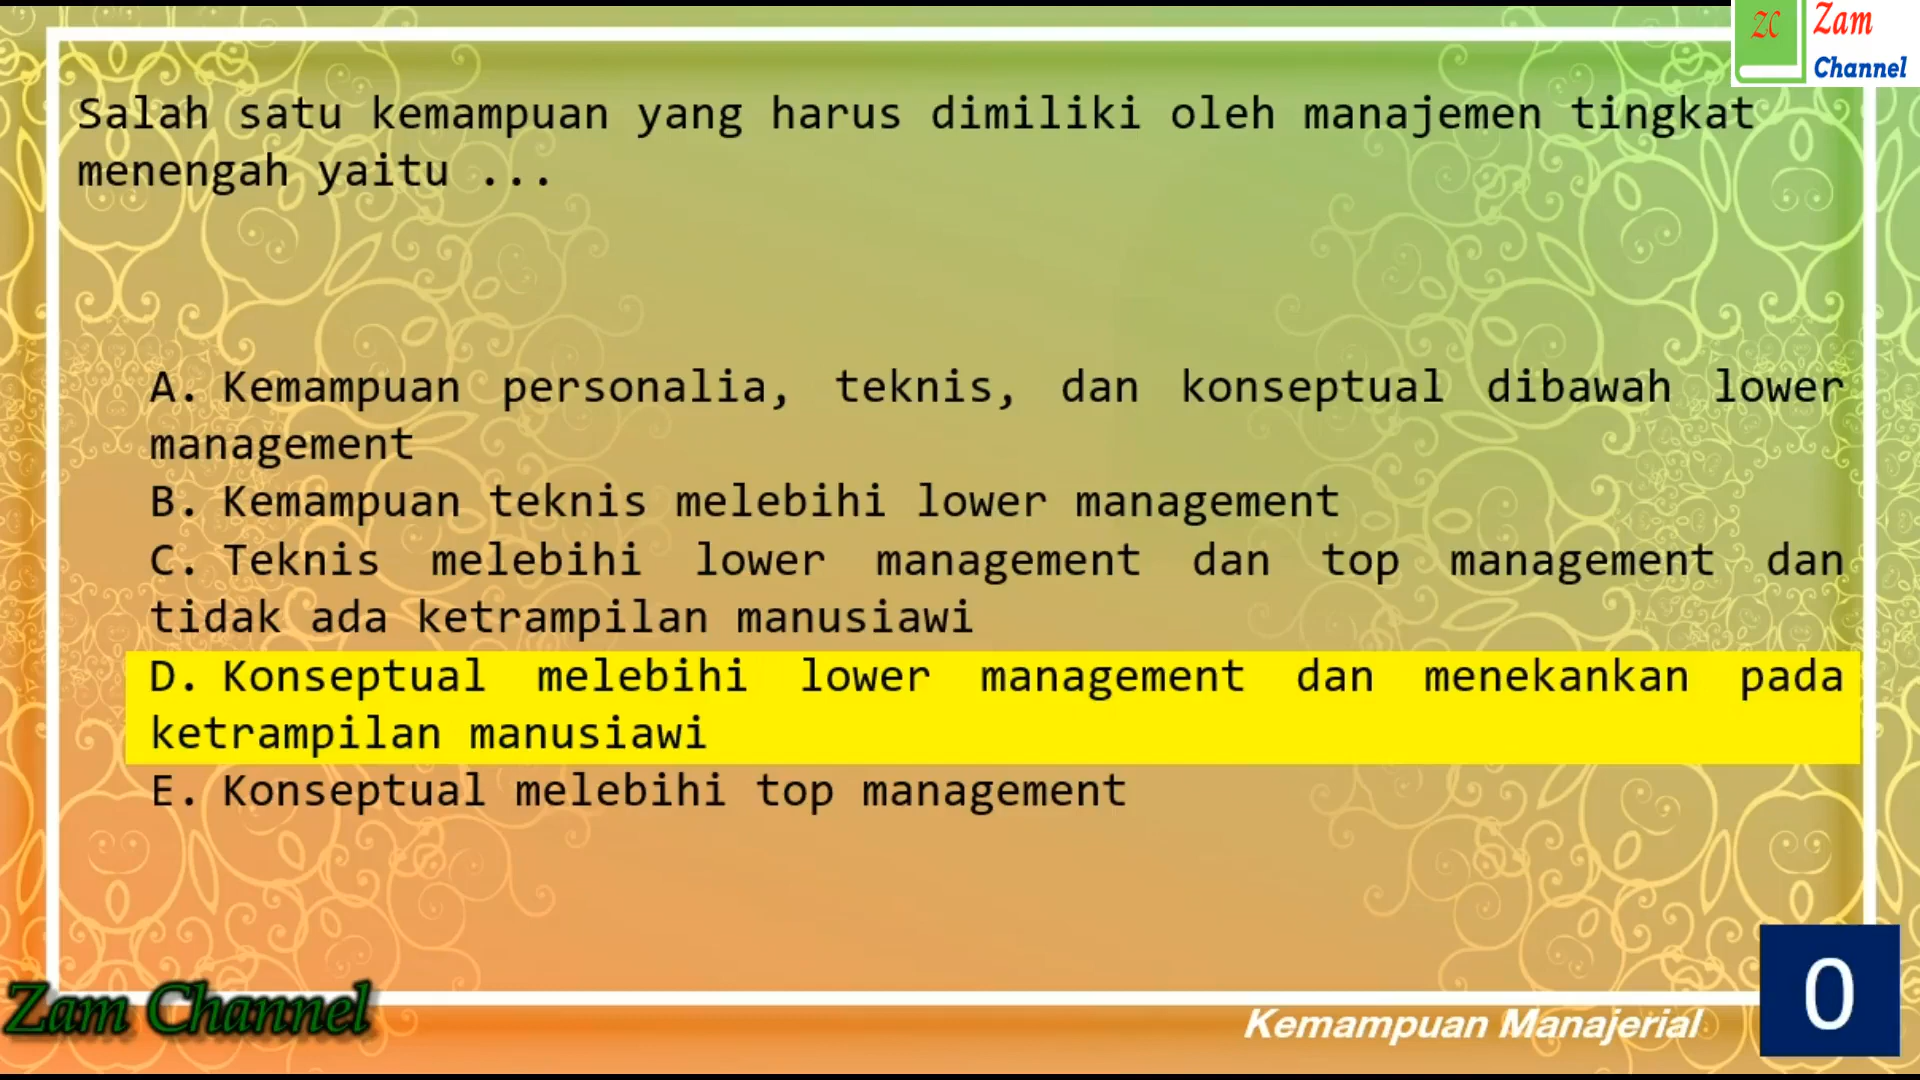 ZC Zam
Channel
Salah satu kemampuan yang harus dimiliki oleh manajemen tingkat
menengah yaitu ...
A. Kemampuan personalia, teknis, dan konseptual dibawah lower
management
B. Kemampuan teknis melebihi lower management
C. Teknis melebihi lower management dan top management dan
tidak ada ketrampilan manusiawi
D. Konseptual melebihi lower management dan menekankan pada
ketrampilan manusiawi
E. Konseptual melebihi top management
Zam Channel
Kemampuan Manajerial
0